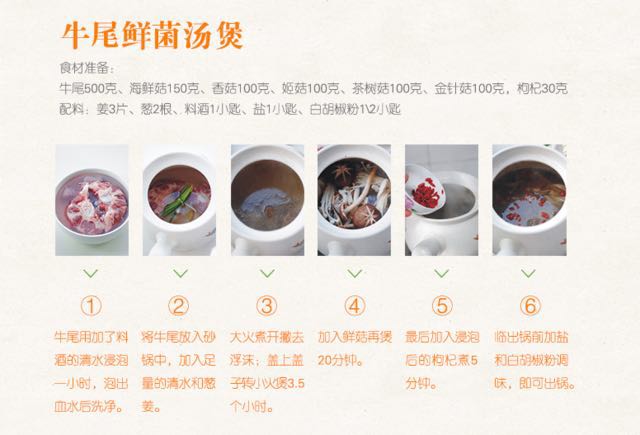 牛尾鲜菌汤煲
食材准备：
牛尾500克、海鲜菇150克、香菇100克、姬菇100克、茶树菇100克、金针菇100克，枸杞30克
配料：姜3片、葱2根、料酒1小匙、盐1小匙、白胡椒粉1\2小匙
①
牛尾用加了料
酒的清水浸泡
一小时，泡出
血水后洗净。
②
将牛尾放入砂
锅中，加入足
量的清水和葱
姜。
③
大火煮开撇去
浮沫；盖上盖
子转小火煲3.5
个小时。
④
加入鲜菇再煲
20分钟。
⑤
最后加入浸泡
后的枸杞煮5
分钟。
⑥
临出锅前加盐
和白胡椒粉调
味，即可出锅。